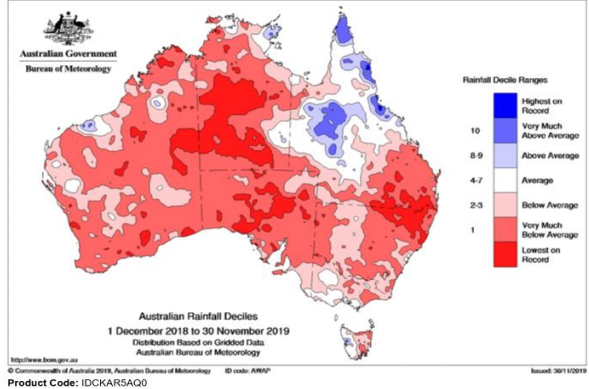 Australian Government
Bureau of Meteorology
Rainfall Decile Ranges
Highest on
Record
10
Very Much
Above Average
8-9
Above Average
4-7
Average
2-3
Below Average
1
Very Much
Below Average
Lowest on
Record
Australian Rainfall Deciles
1 December 2018 to 30 November 2019
Distribution Based on Gridded Data
Australian Bureau of Meteorology
http://www.bom.gov.au
© Commonwealth of Australia 2019, Australian Bureau of Meteorology
ID code: AWAP
Issued: 30/11/2019
Product Code: IDCKAR5AQ0